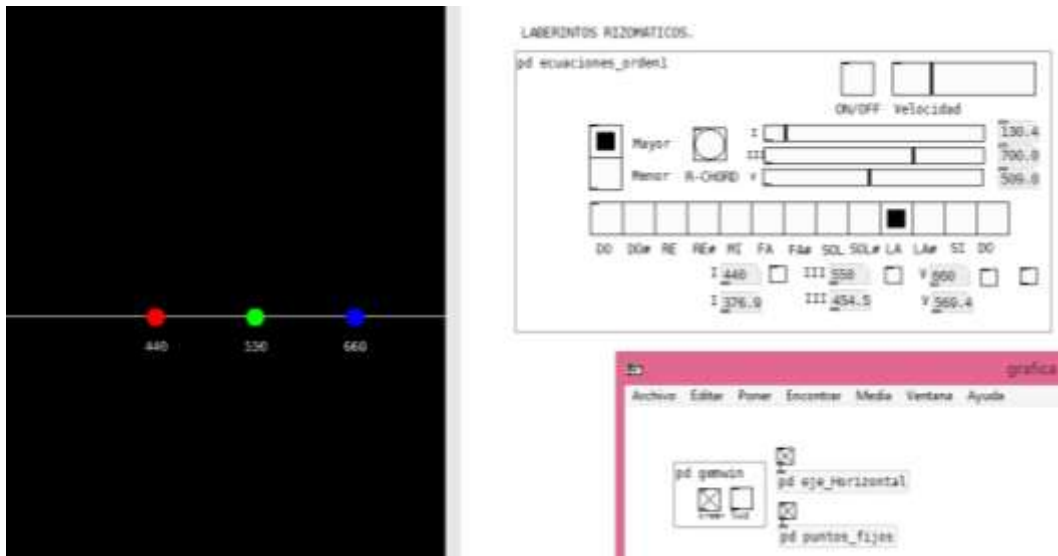 LABERINTOS RIZOMATICOS.
pd ecuaciones_orden1
ON/OFF Velocidad
Mayor
Menor R-CHORD
I 130.4
III 700.0
V 509.0
DO DO# RE RE# MI FA FA# SOL SOL# LA LA# SI DO
I 440 III 550 V 660
I 376.9 III 454.5 V 569.4
440 550 660
grafica
Archivo Editar Poner Encontrar Media Ventana Ayuda
pd gemwin
pd eje_Horizontal
pd puntos_fijos